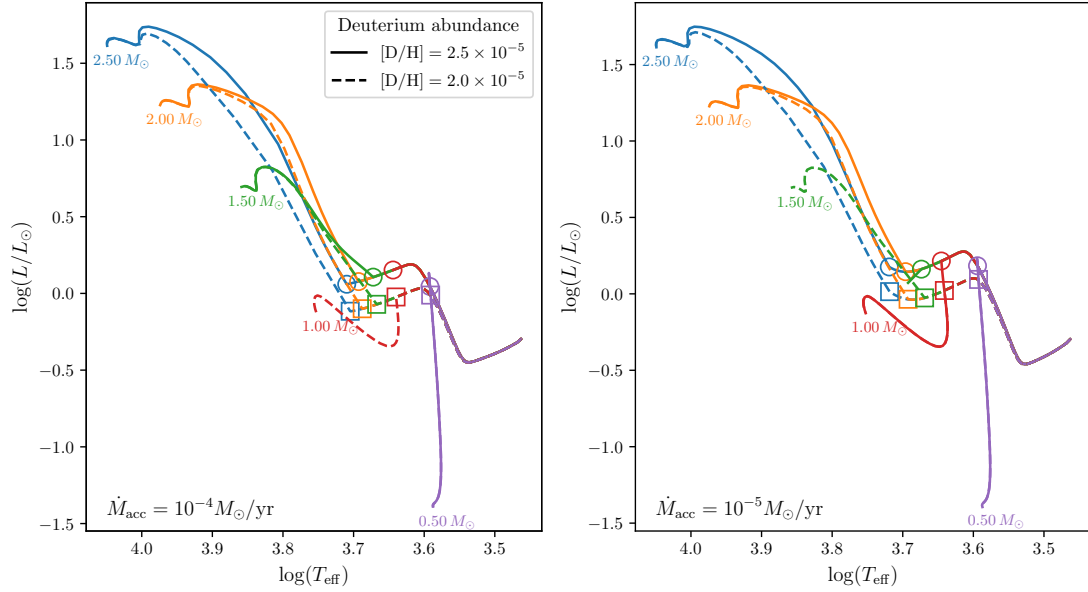 Deuterium abundance
[D/H] = 2.5 × 10⁻⁵
[D/H] = 2.0 × 10⁻⁵
1.5
1.0
0.5
0.0
−0.5
−1.0
−1.5
log(L/L☉)
2.50 M☉
2.00 M☉
1.50 M☉
1.00 M☉
0.50 M☉
Ṁacc = 10⁻⁴M☉/yr
4.0 3.9 3.8 3.7 3.6 3.5
log(Teff)
1.5
1.0
0.5
0.0
−0.5
−1.0
−1.5
log(L/L☉)
2.50 M☉
2.00 M☉
1.50 M☉
1.00 M☉
0.50 M☉
Ṁacc = 10⁻⁵M☉/yr
4.0 3.9 3.8 3.7 3.6 3.5
log(Teff)